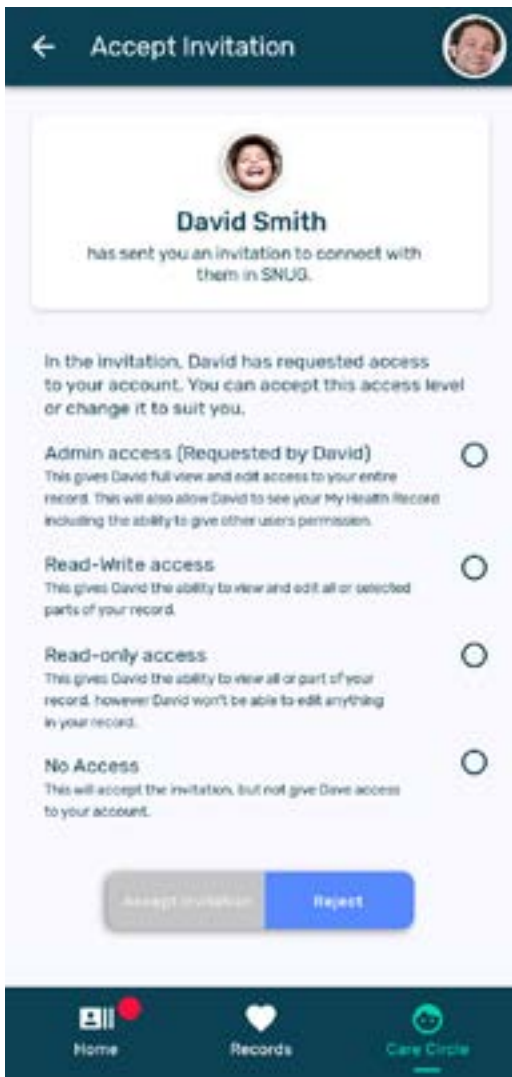 Accept Invitation
David Smith
has sent you an invitation to connect with
them in SNUG.
In the invitation, David has requested access
to your account. You can accept this access level
or change it to suit you.
Admin access (Requested by David)
This gives David full view and edit access to your entire
record. This will also allow David to see your My Health Record
including the ability to give other users permission.
Read-Write access
This gives David the ability to view and edit all or selected
parts of your record.
Read-only access
This gives David the ability to view all or part of your
record, however David won't be able to edit anything
in your record.
No Access
This will accept the invitation, but not give Dave access
to your account.
Accept Invitation
Reject
Home
Records
Care Circle